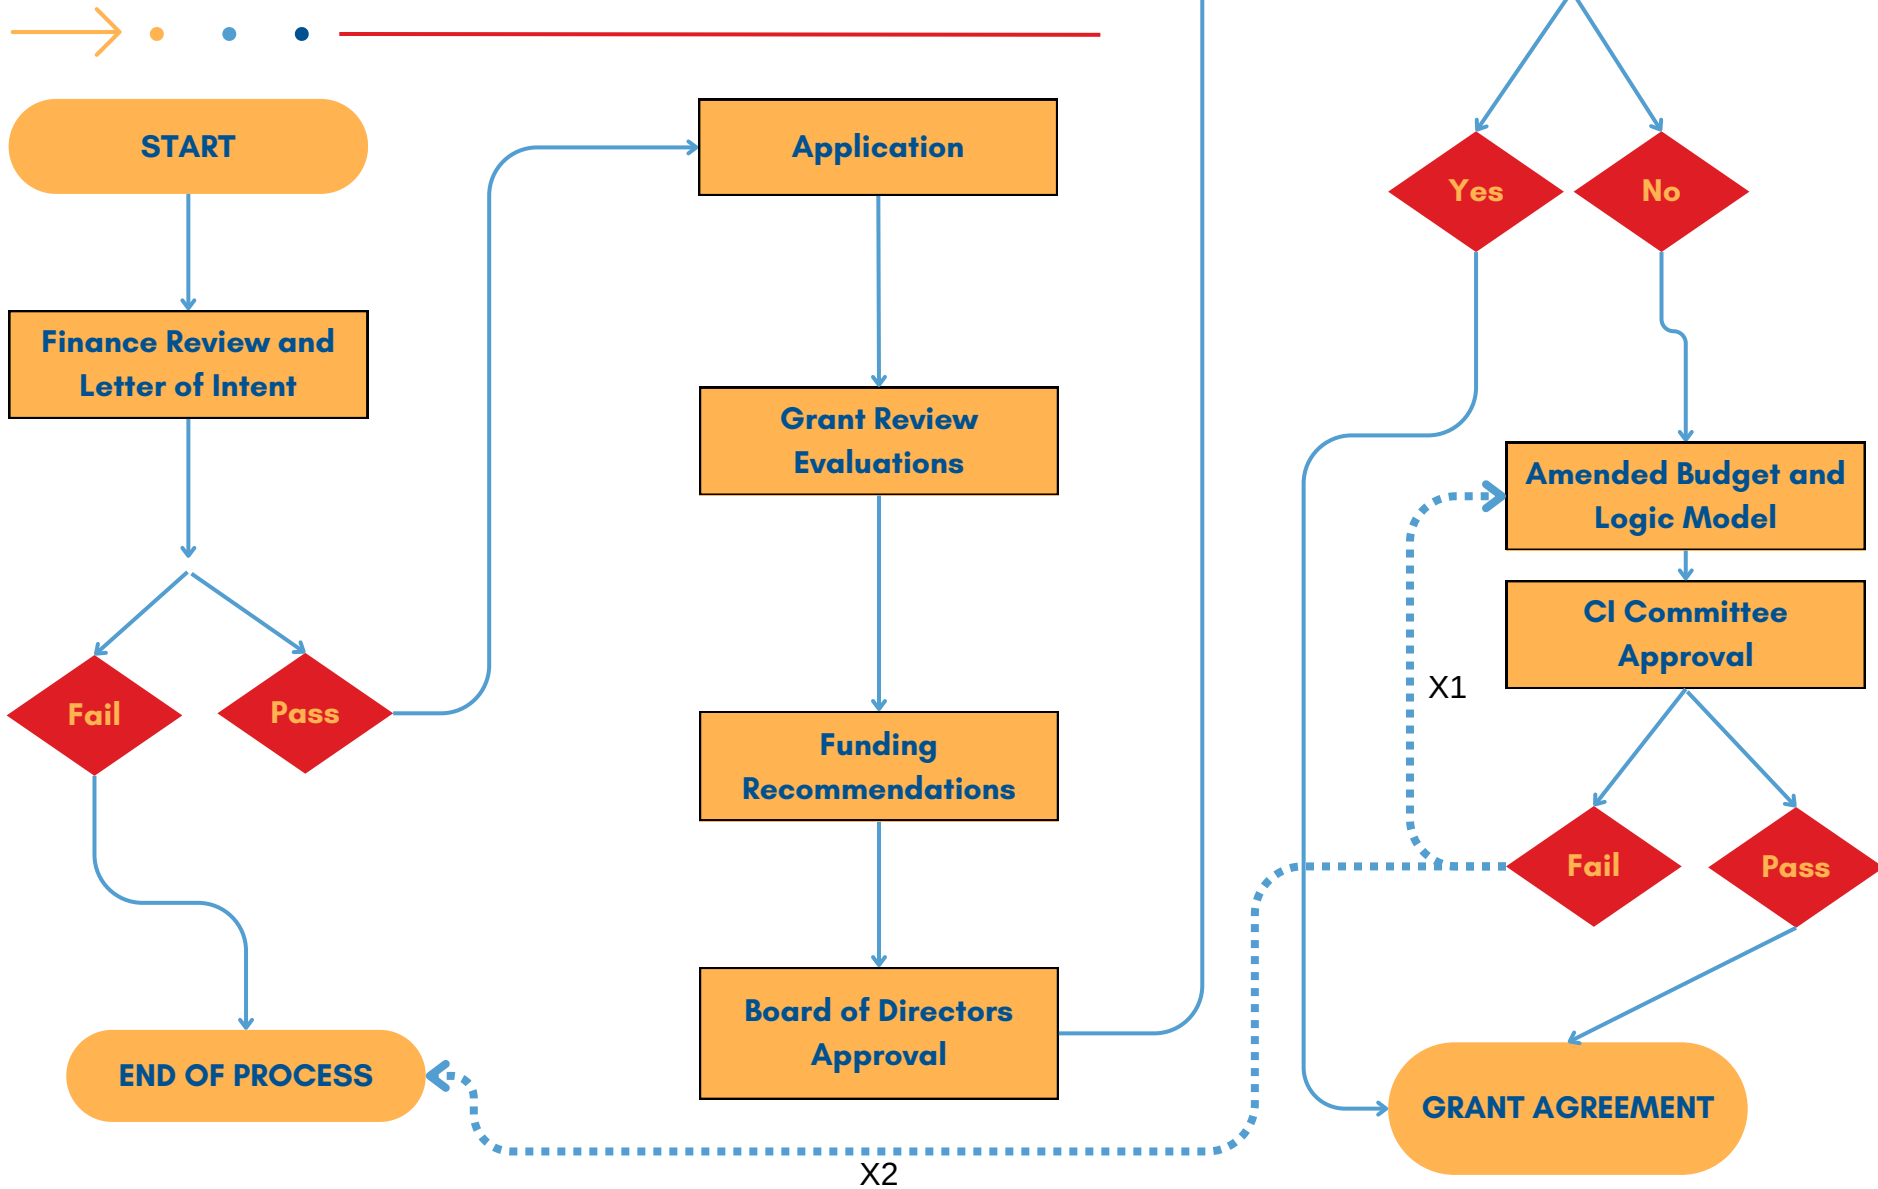 START
Finance Review and
Letter of Intent
Fail
Pass
END OF PROCESS
Application
Grant Review
Evaluations
Funding
Recommendations
Board of Directors
Approval
X2
Yes
No
Amended Budget and
Logic Model
CI Committee
Approval
X1
Fail
Pass
GRANT AGREEMENT